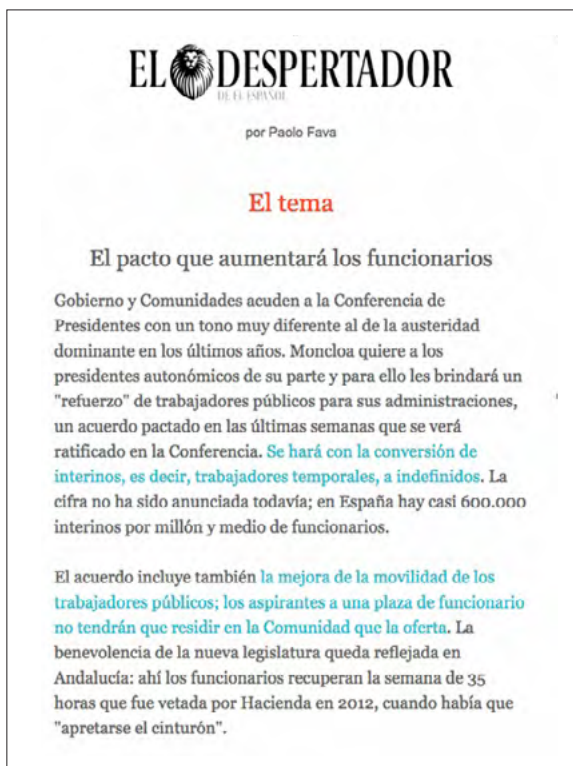 EL DESPERTADOR
DE EL ESPAÑOL
por Paolo Fava
El tema
El pacto que aumentará los funcionarios
Gobierno y Comunidades acuden a la Conferencia de
Presidentes con un tono muy diferente al de la austeridad
dominante en los últimos años. Moncloa quiere a los
presidentes autonómicos de su parte y para ello les brindará un
"refuerzo" de trabajadores públicos para sus administraciones,
un acuerdo pactado en las últimas semanas que se verá
ratificado en la Conferencia. Se hará con la conversión de
interinos, es decir, trabajadores temporales, a indefinidos. La
cifra no ha sido anunciada todavía; en España hay casi 600.000
interinos por millón y medio de funcionarios.
El acuerdo incluye también la mejora de la movilidad de los
trabajadores públicos; los aspirantes a una plaza de funcionario
no tendrán que residir en la Comunidad que la oferta. La
benevolencia de la nueva legislatura queda reflejada en
Andalucía: ahí los funcionarios recuperan la semana de 35
horas que fue vetada por Hacienda en 2012, cuando había que
"apretarse el cinturón".